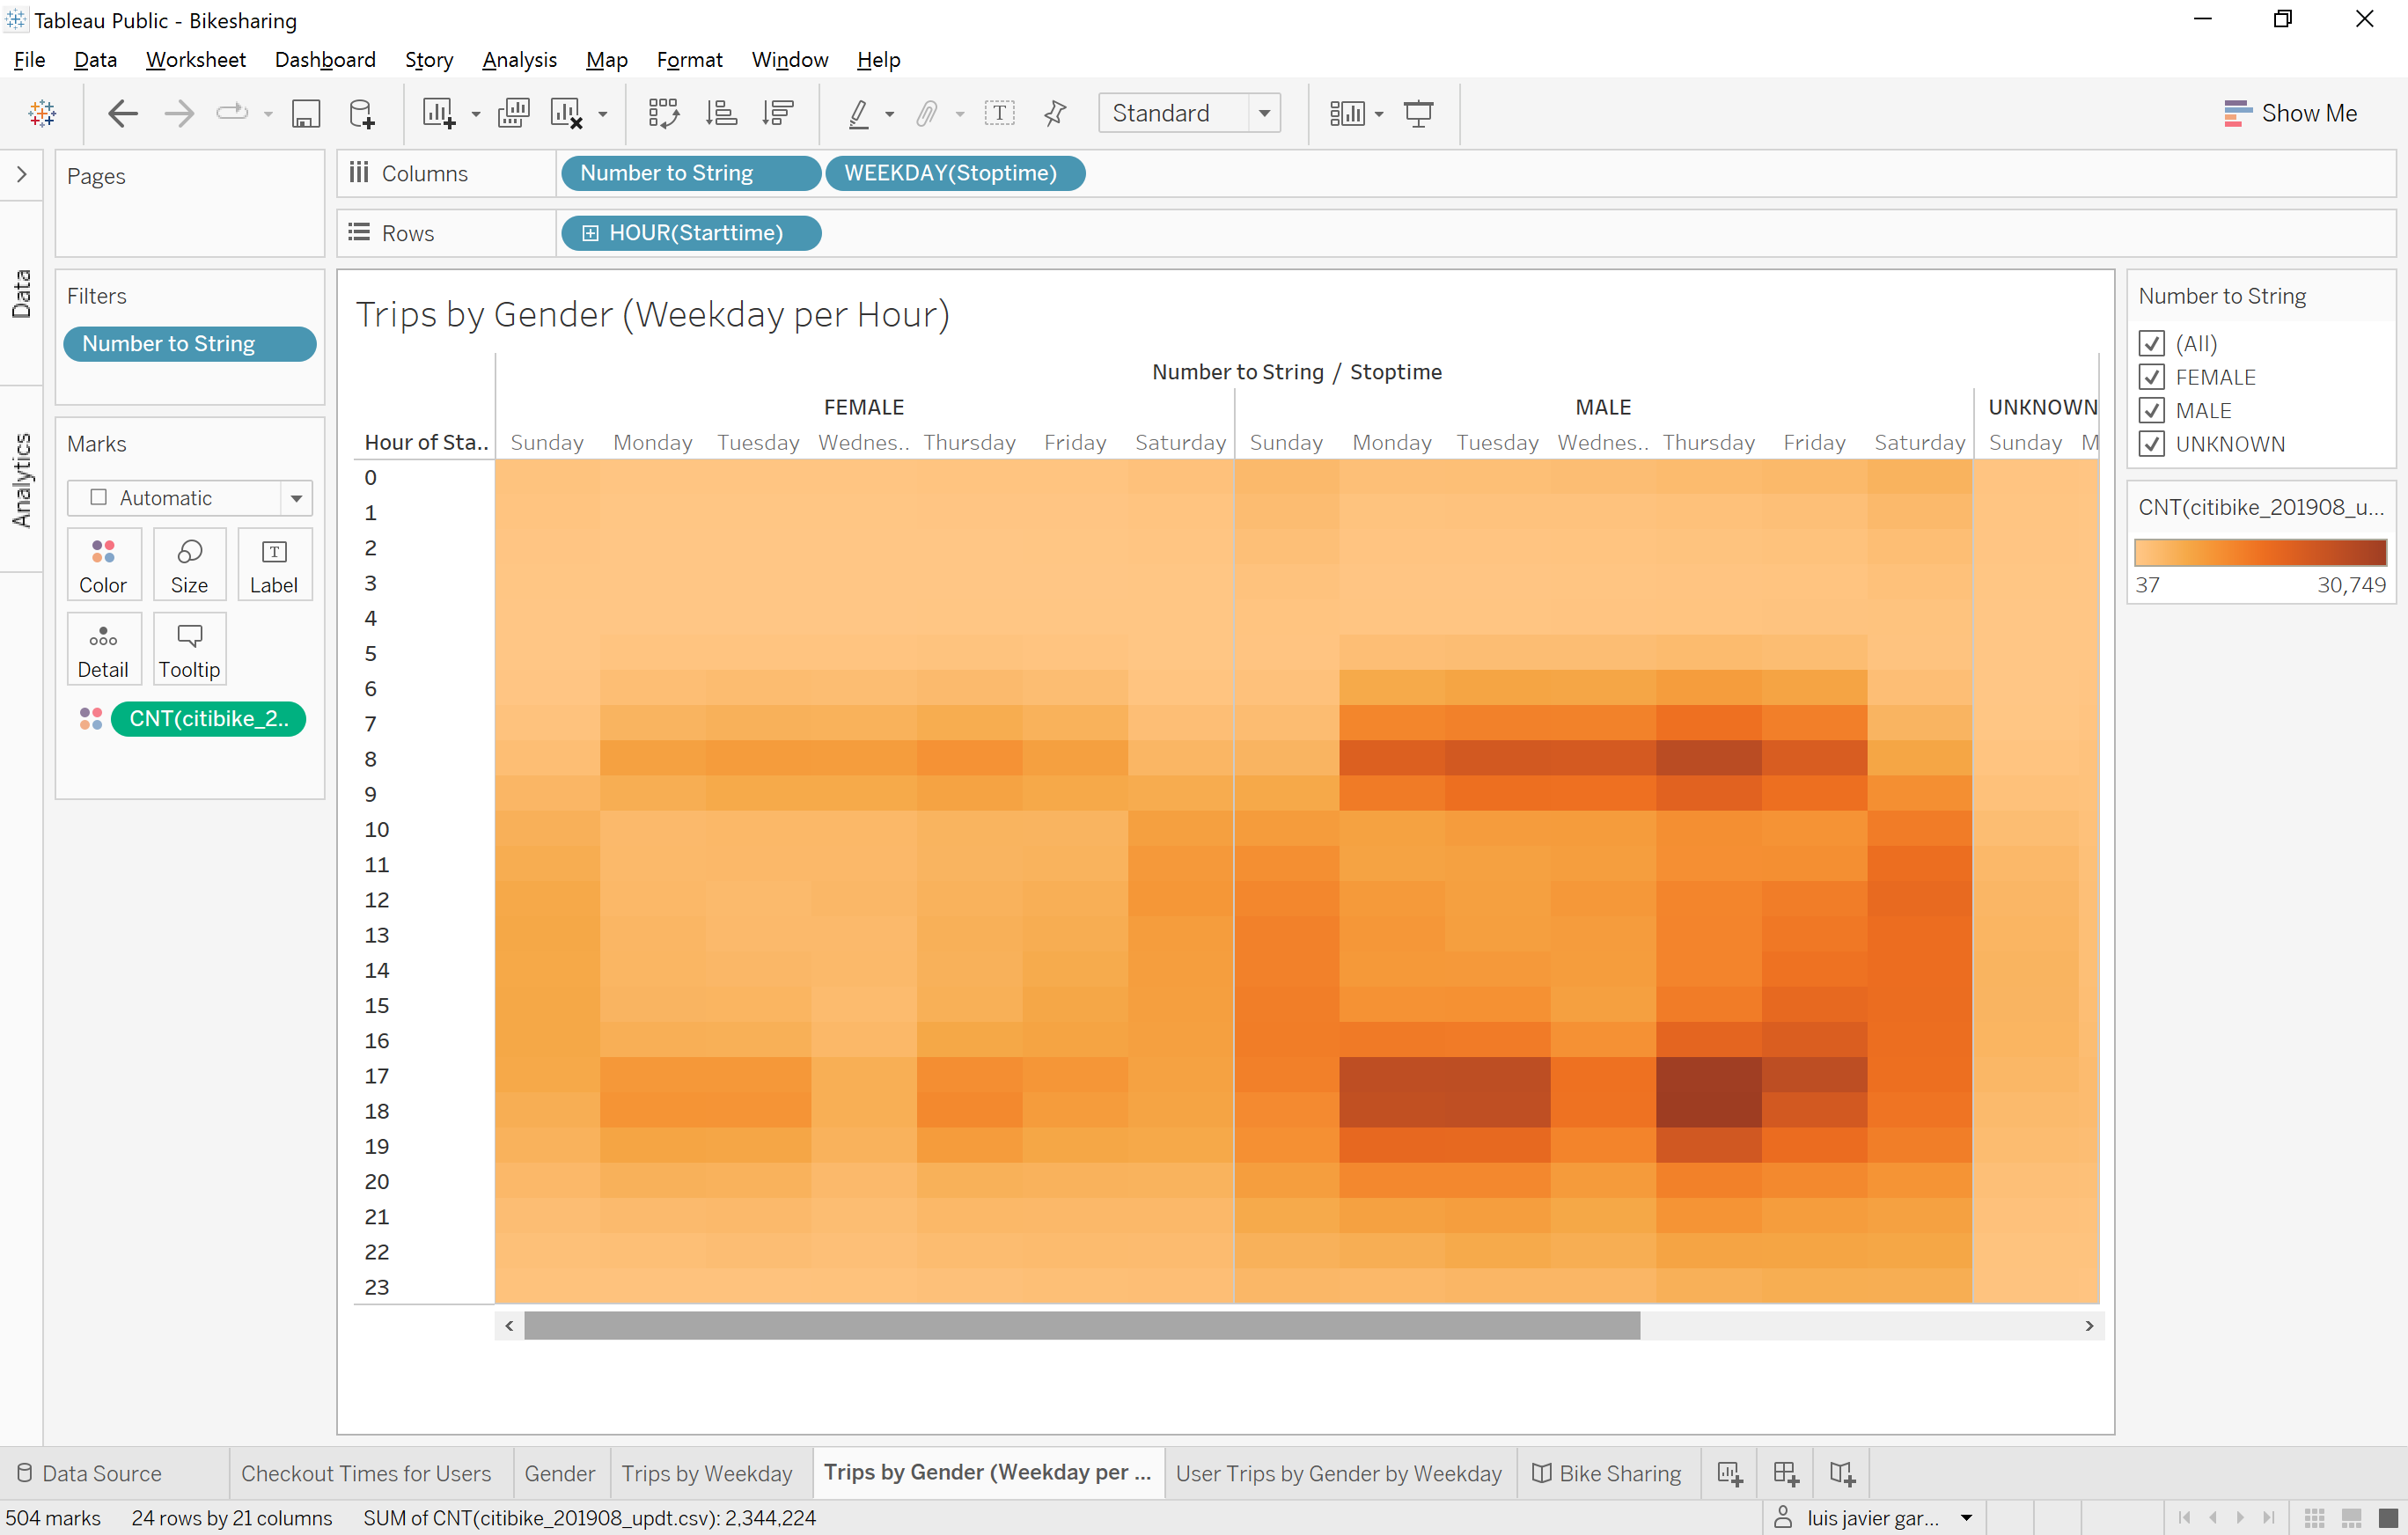 Tableau Public - Bikesharing
File Data Worksheet Dashboard Story Analysis Map Format Window Help
Standard
Show Me
Pages
Columns Number to String WEEKDAY(Stoptime)
Rows HOUR(Starttime)
Data
Analytics
Filters
Number to String
Marks
Automatic
Color Size Label
Detail Tooltip
CNT(citibike_2..
Trips by Gender (Weekday per Hour)
Number to String / Stoptime
FEMALE MALE UNKNOWN
Hour of Sta.. Sunday Monday Tuesday Wednes.. Thursday Friday Saturday Sunday Monday Tuesday Wednes.. Thursday Friday Saturday Sunday M
0
1
2
3
4
5
6
7
8
9
10
11
12
13
14
15
16
17
18
19
20
21
22
23
Number to String
(All)
FEMALE
MALE
UNKNOWN
CNT(citibike_201908_u...
37 30,749
Data Source Checkout Times for Users Gender Trips by Weekday Trips by Gender (Weekday per ... User Trips by Gender by Weekday Bike Sharing
504 marks 24 rows by 21 columns SUM of CNT(citibike_201908_updt.csv): 2,344,224 luis javier gar...